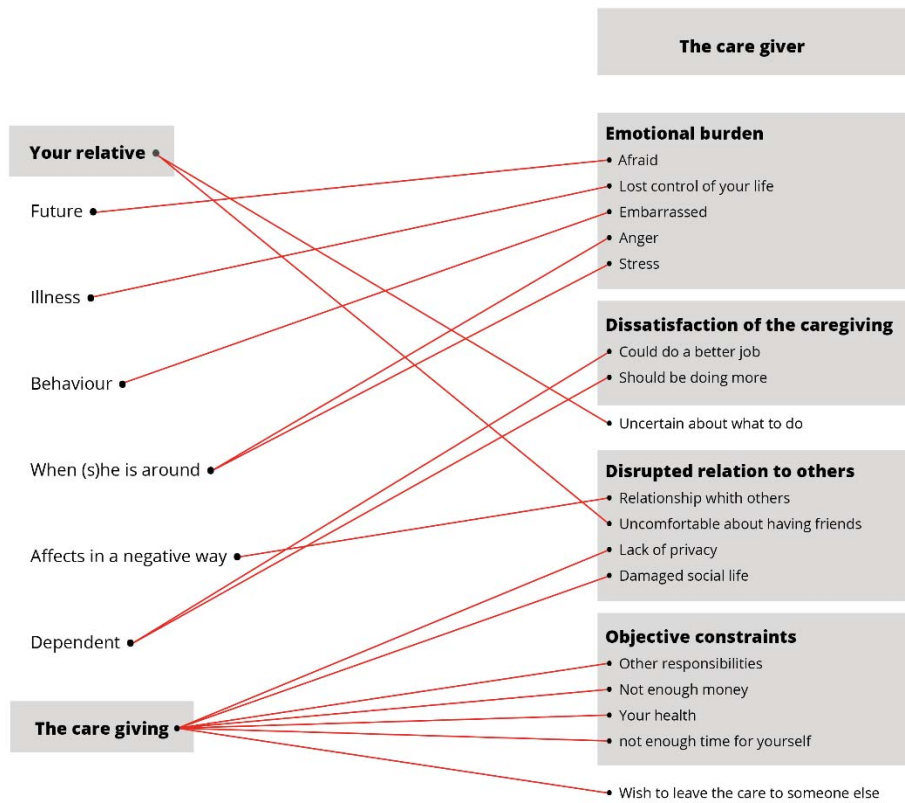 The care giver
Your relative
Future
Illness
Behaviour
When (s)he is around
Affects in a negative way
Dependent
The care giving
Emotional burden
Afraid
Lost control of your life
Embarrassed
Anger
Stress
Dissatisfaction of the caregiving
Could do a better job
Should be doing more
Uncertain about what to do
Disrupted relation to others
Relationship whith others
Uncomfortable about having friends
Lack of privacy
Damaged social life
Objective constraints
Other responsibilities
Not enough money
Your health
not enough time for yourself
Wish to leave the care to someone else